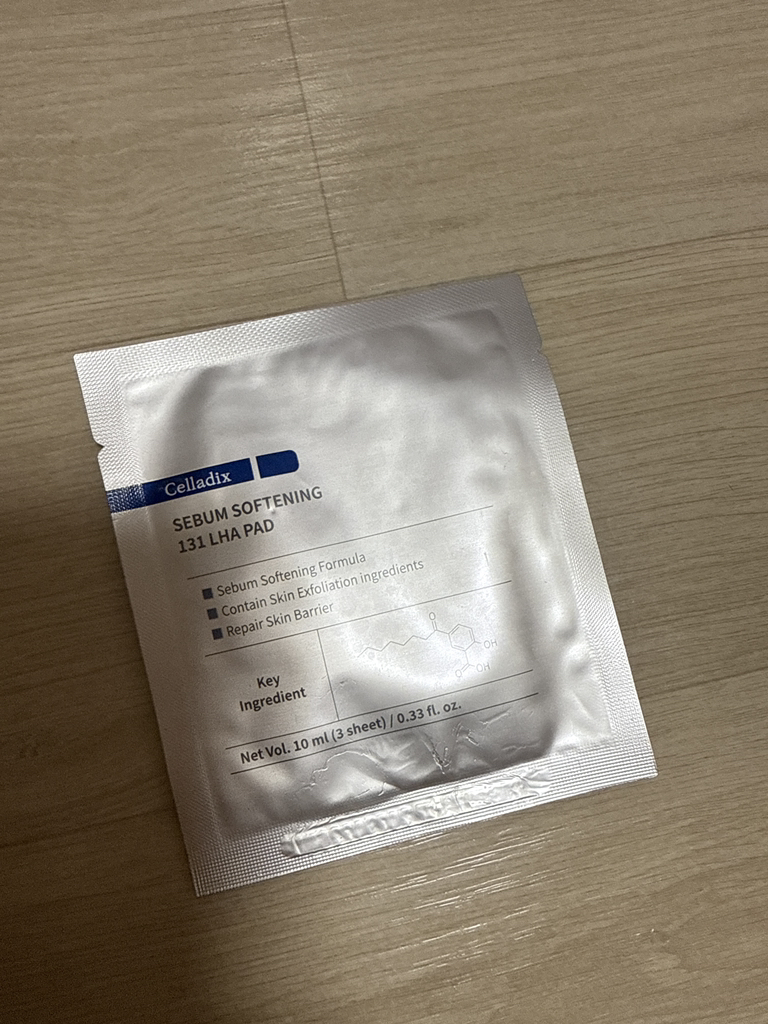 Celladix
SEBUM SOFTENING
131 LHA PAD
Sebum Softening Formula
Contain Skin Exfoliation ingredients
Repair Skin Barrier
Key
Ingredient
O
OH
O
OH
Net Vol. 10 ml (3 sheet) / 0.33 fl. oz.